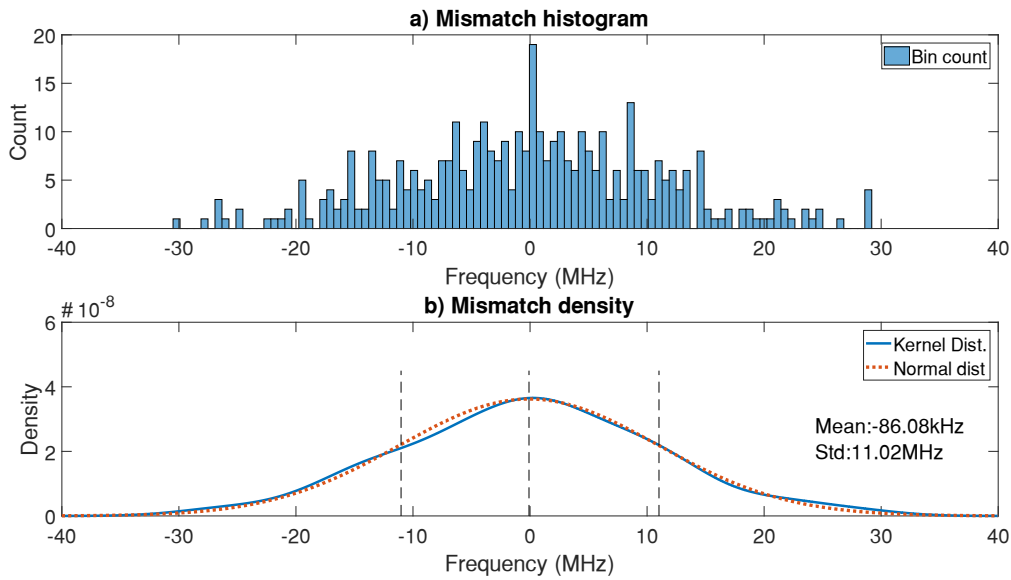 a) Mismatch histogram
20
15
10
5
0
Count
Bin count
-40 -30 -20 -10 0 10 20 30 40
Frequency (MHz)
b) Mismatch density
# 10^-8
6
4
2
0
Density
Kernel Dist.
Normal dist
Mean:-86.08kHz
Std:11.02MHz
-40 -30 -20 -10 0 10 20 30 40
Frequency (MHz)